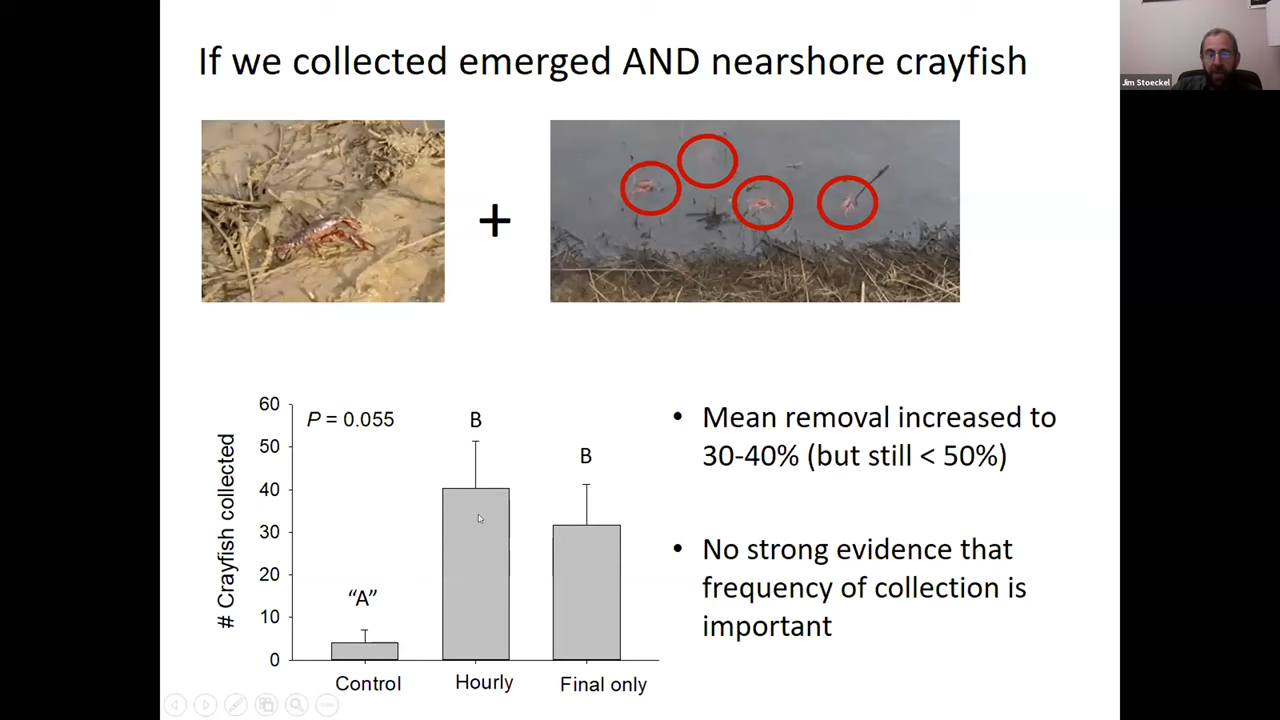 If we collected emerged AND nearshore crayfish
Jim Stoeckel
+
60
50
40
30
20
10
0
# Crayfish collected
P = 0.055
“A”
B
B
Control
Hourly
Final only
• Mean removal increased to
30-40% (but still < 50%)
• No strong evidence that
frequency of collection is
important